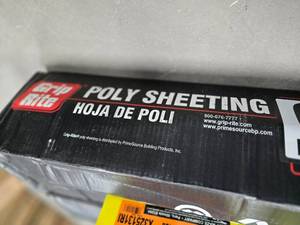 Grip
Rite
POLY SHEETING
HOJA DE POLI
800-676-7777
www.grip-rite.com
www.primesourcebp.com
Grip-Rite® poly sheeting is distributed by PrimeSource Building Products, Inc.